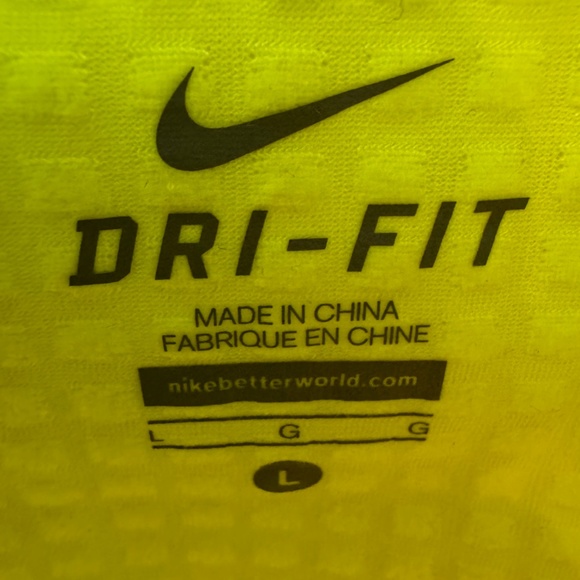 DRI-FIT
MADE IN CHINA
FABRIQUE EN CHINE
nikebetterworld.com
L G G
L